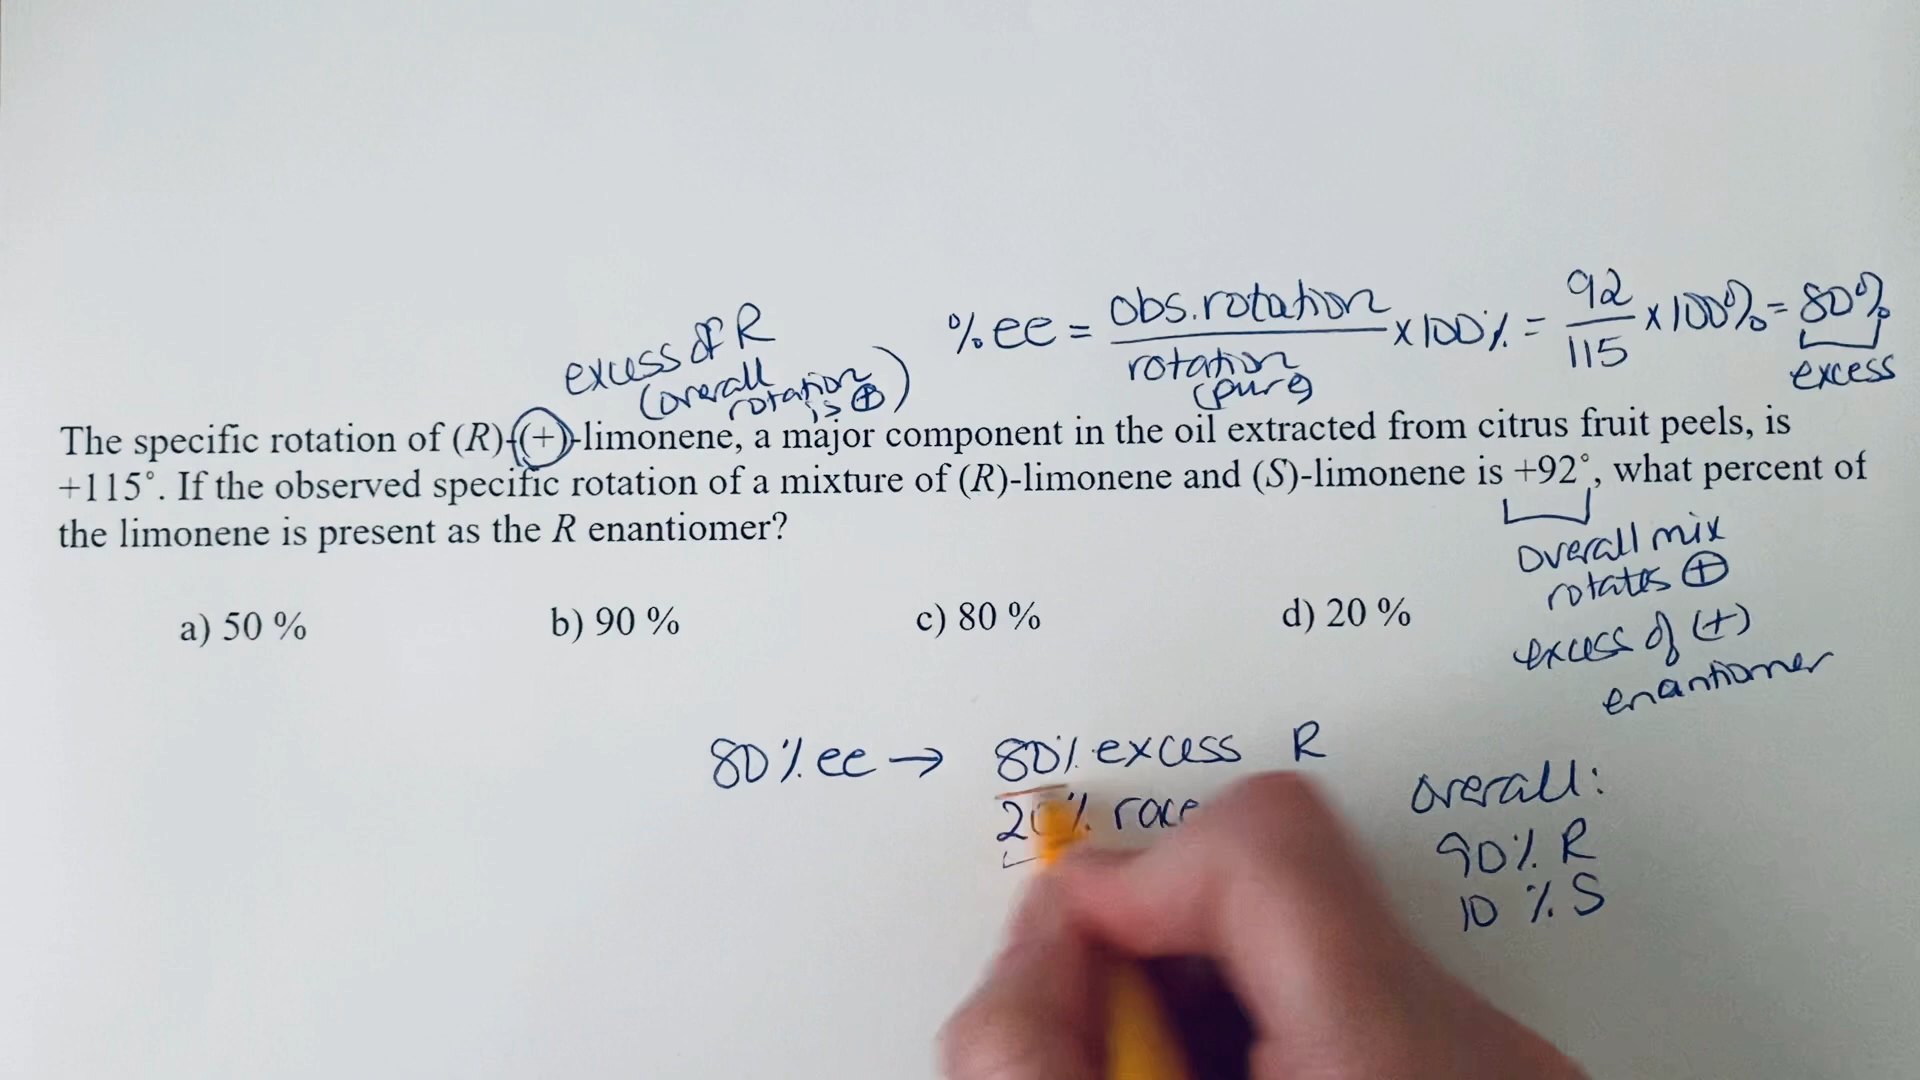 %ee = obs.rotation / rotation (pure) x100% = 92 / 115 x 100% = 80%
excess
excess of R
(overall rotation is ⊕)
The specific rotation of (R)-(+)-limonene, a major component in the oil extracted from citrus fruit peels, is
+115°. If the observed specific rotation of a mixture of (R)-limonene and (S)-limonene is +92°, what percent of
the limonene is present as the R enantiomer?
overall mix
rotates ⊕
excess of (+)
enantiomer
a) 50 % b) 90 % c) 80 % d) 20 %
80% ee → 80% excess R
20% race
overall:
90% R
10 % S